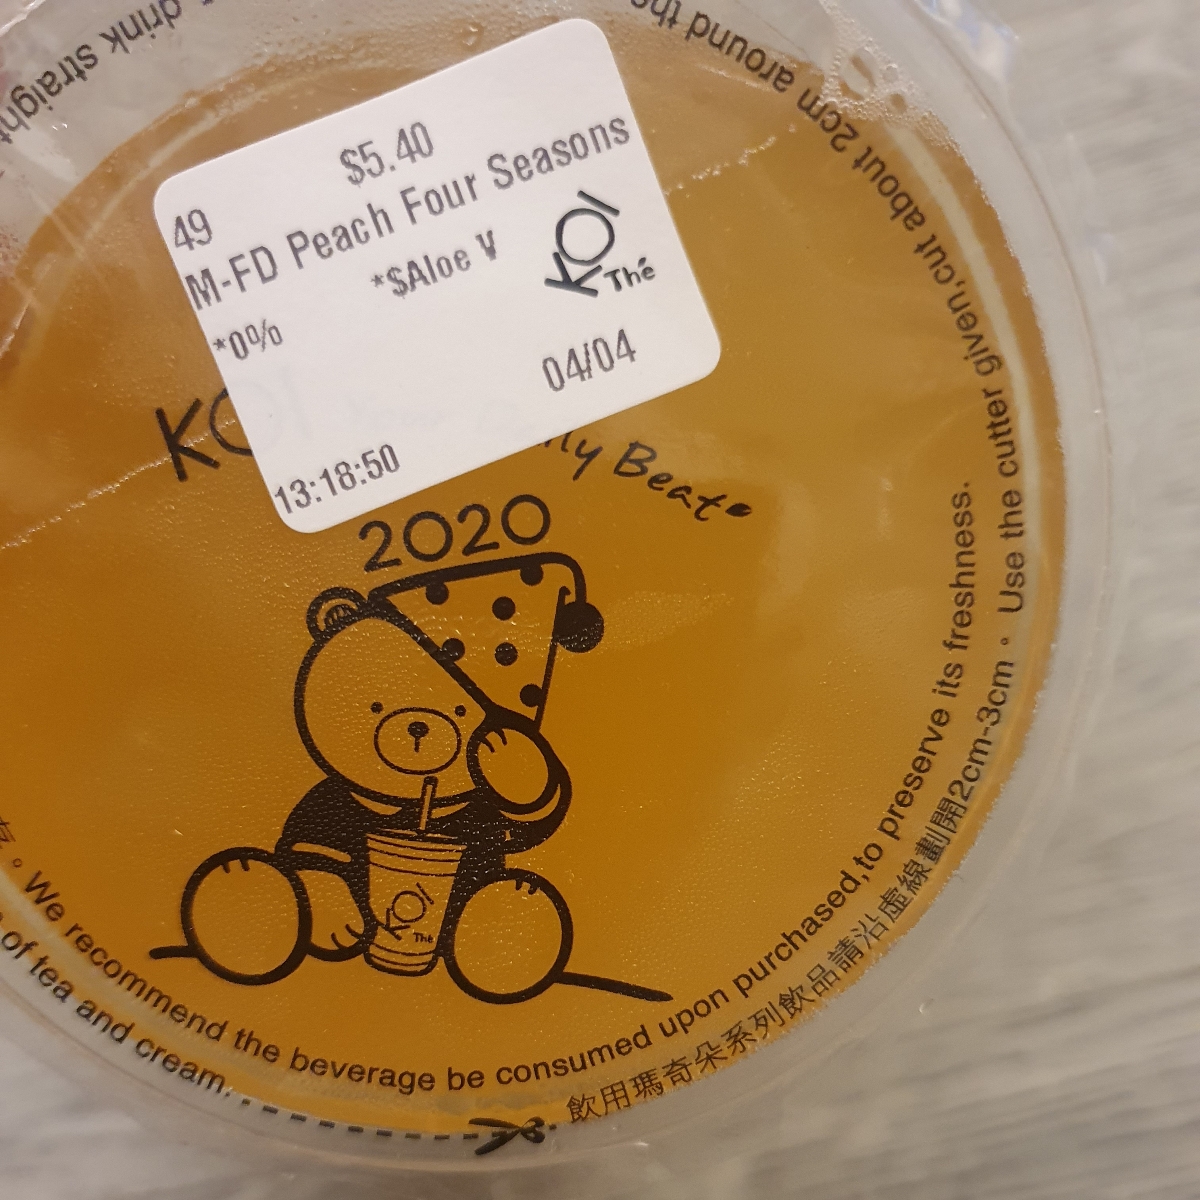 $5.40
49
M-FD Peach Four Seasons
*$Aloe V
*0%
KOI
Thé
04/04
13:18:50
KOI
Beat
2020
KOI
Thé
drink straight
We recommend the beverage be consumed upon purchased,to preserve its freshness.
of tea and cream.
飲用瑪奇朵系列飲品請沿虛線劃開2cm-3cm。 Use the cutter given,cut about 2cm around the